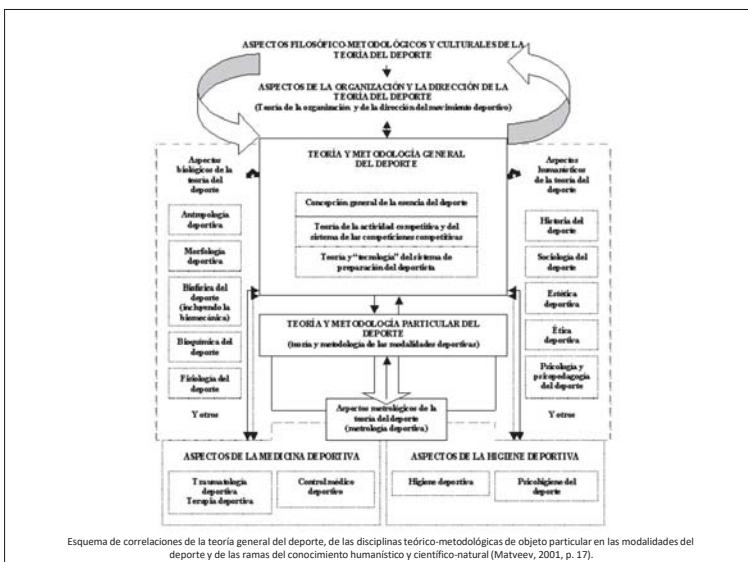 ASPECTOS FILOSÓFICO-METODOLÓGICOS Y CULTURALES DE LA
TEORÍA DEL DEPORTE
ASPECTOS DE LA ORGANIZACIÓN Y LA DIRECCIÓN DE LA
TEORÍA DEL DEPORTE
(Teoría de la organización y de la dirección del movimiento deportivo)
Aspectos
biológicos de la
teoría del
deporte
Antropología
deportiva
Morfología
deportiva
Biofísica del
deporte
(incluyendo la
biomecánica)
Bioquímica del
deporte
Fisiología del
deporte
Y otros
TEORÍA Y METODOLOGÍA GENERAL
DEL DEPORTE
Concepción general de la esencia del deporte
Teoría de la actividad competitiva y del
sistema de las competiciones competitivas
Teoría y "tecnología" del sistema de
preparación del deportista
TEORÍA Y METODOLOGÍA PARTICULAR DEL
DEPORTE
(teoría y metodología de las modalidades deportivas)
Aspectos metrológicos de la
teoría del deporte
(metrología deportiva)
Aspectos
humanísticos
de la teoría del
deporte
Historia del
deporte
Sociología del
deporte
Estética
deportiva
Ética
deportiva
Psicología y
psicopedagogía
del deporte
Y otros
ASPECTOS DE LA MEDICINA DEPORTIVA
Traumatología
deportiva
Terapia deportiva
Control médico
deportivo
ASPECTOS DE LA HIGIENE DEPORTIVA
Higiene deportiva
Psicohigiene del
deporte
Esquema de correlaciones de la teoría general del deporte, de las disciplinas teórico-metodológicas de objeto particular en las modalidades del
deporte y de las ramas del conocimiento humanístico y científico-natural (Matveev, 2001, p. 17).